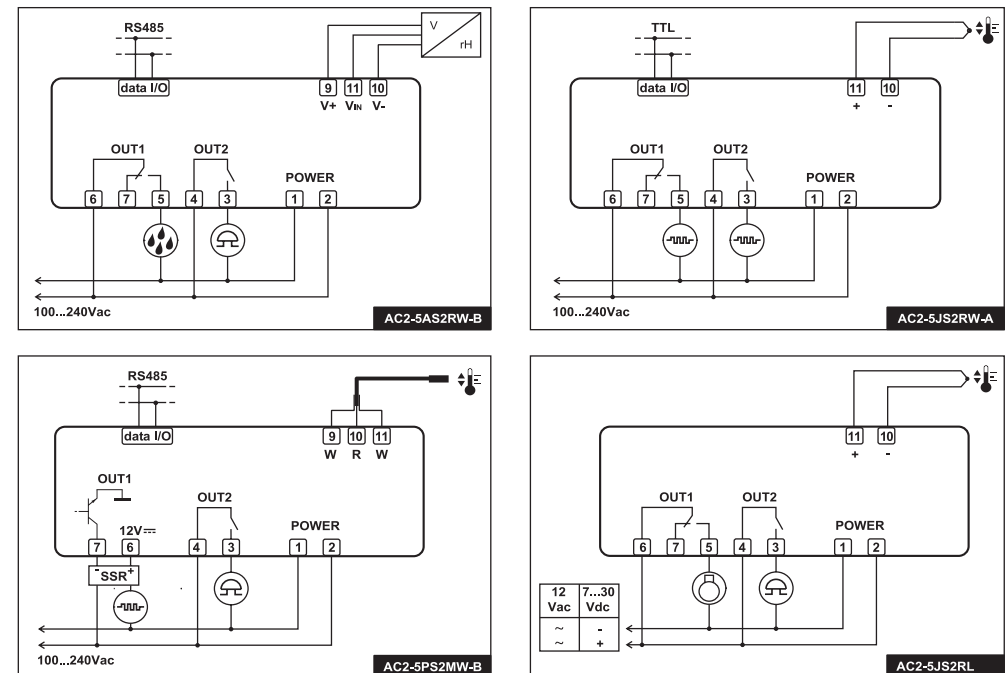 RS485
V
rH
data I/O
9 11 10
V+ VIN V-
OUT1 OUT2
POWER
6 7 5 4 3 1 2
100...240Vac
AC2-5AS2RW-B
TTL
data I/O
11 10
+ -
OUT1 OUT2
POWER
6 7 5 4 3 1 2
100...240Vac
AC2-5JS2RW-A
RS485
data I/O
9 10 11
W R W
OUT1
OUT2
12V
POWER
7 6 4 3 1 2
- SSR +
100...240Vac
AC2-5PS2MW-B
11 10
+ -
OUT1 OUT2
POWER
6 7 5 4 3 1 2
12 7...30
Vac Vdc
~ -
~ +
AC2-5JS2RL